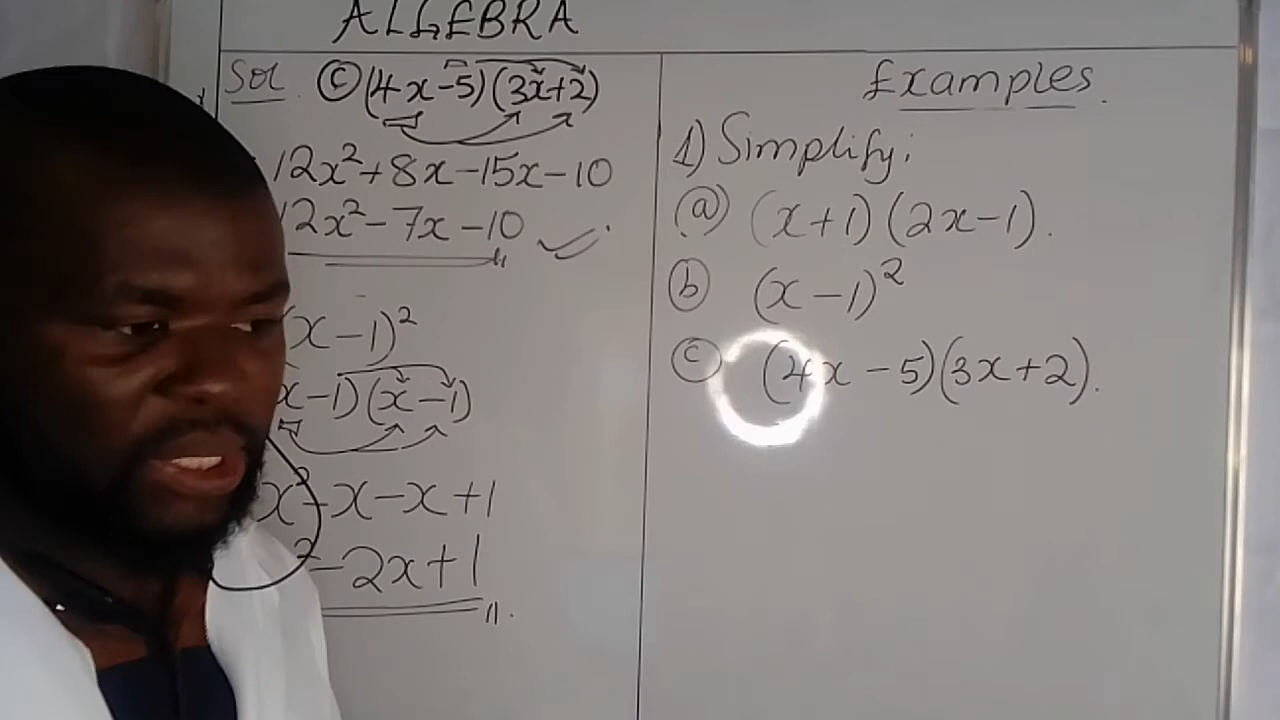 ALGEBRA
Sol. ⓒ (4x-5)(3x+2)
12x²+8x-15x-10
12x²-7x-10
(x-1)²
x-1)(x-1)
x²-x-x+1
²-2x+1
Examples.
1) Simplify:
ⓐ (x+1)(2x-1).
ⓑ (x-1)²
ⓒ (4x-5)(3x+2).